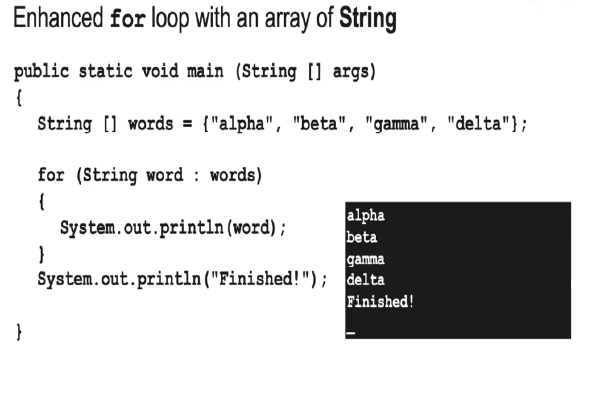 Enhanced for loop with an array of String
public static void main (String [] args)
{
String [] words = {"alpha", "beta", "gamma", "delta"};
for (String word : words)
{
System.out.println(word);
}
System.out.println("Finished!");
}
alpha
beta
gamma
delta
Finished!
_